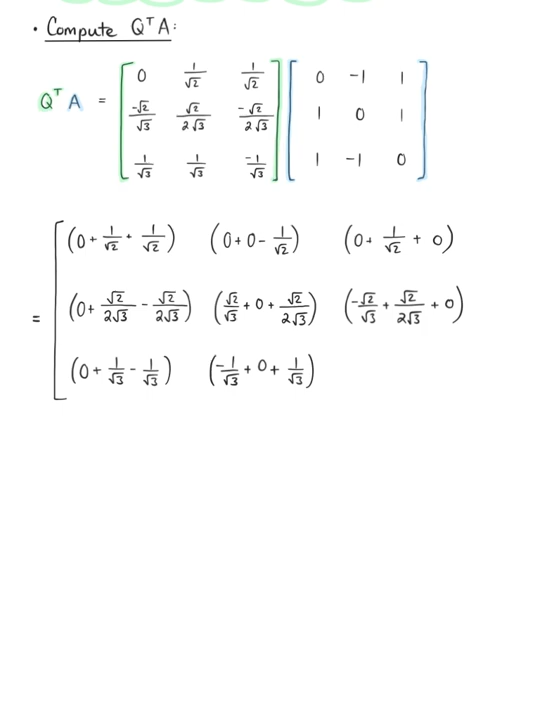 • Compute QᵀA:
QᵀA = [ 0 1/√2 1/√2 ] [ 0 -1 1 ]
[ -√2/√3 √2/2√3 -√2/2√3 ] [ 1 0 1 ]
[ 1/√3 1/√3 -1/√3 ] [ 1 -1 0 ]
= [ (0 + 1/√2 + 1/√2) (0 + 0 - 1/√2) (0 + 1/√2 + 0)
(0 + √2/2√3 - √2/2√3) (√2/√3 + 0 + √2/2√3) (-√2/√3 + √2/2√3 + 0)
(0 + 1/√3 - 1/√3) (-1/√3 + 0 + 1/√3)